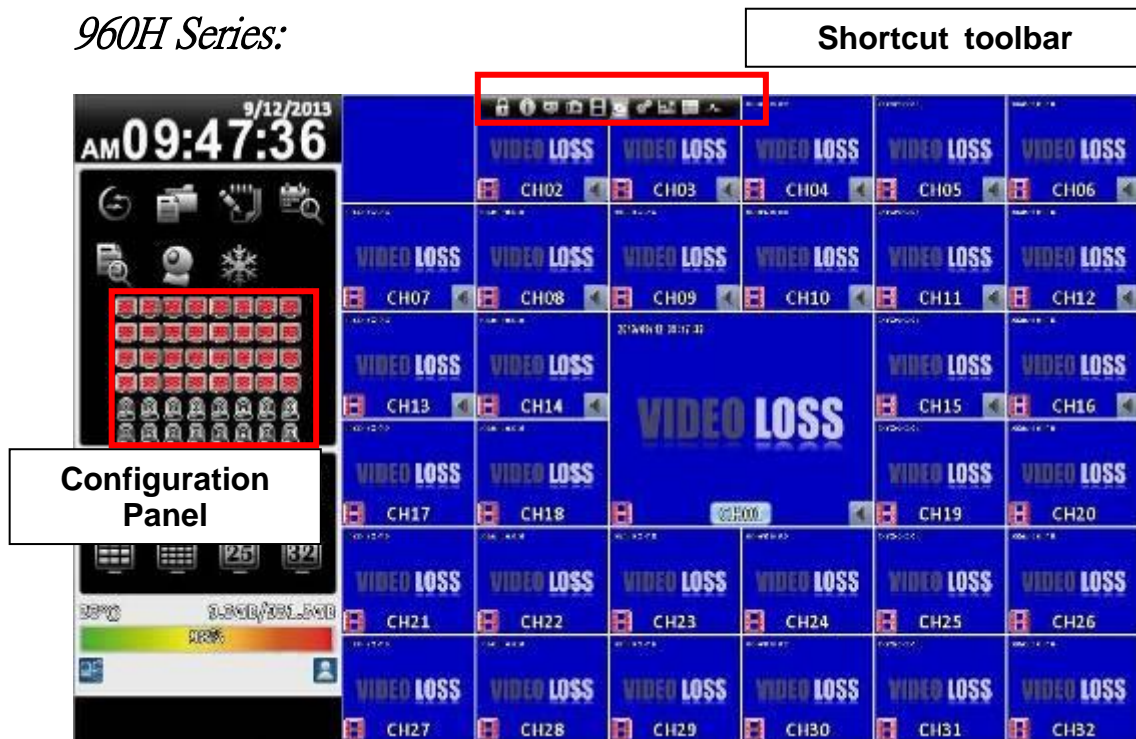 960H Series:
Shortcut toolbar
9/12/2013
AM 09:47:36
VIDEO LOSS VIDEO LOSS VIDEO LOSS VIDEO LOSS VIDEO LOSS
CH02 CH03 CH04 CH05 CH06
VIDEO LOSS VIDEO LOSS VIDEO LOSS VIDEO LOSS VIDEO LOSS VIDEO LOSS
CH07 CH08 CH09 CH10 CH11 CH12
VIDEO LOSS VIDEO LOSS VIDEO LOSS VIDEO LOSS
CH13 CH14 CH15 CH16
VIDEO LOSS
Configuration
Panel
VIDEO LOSS VIDEO LOSS VIDEO LOSS VIDEO LOSS
CH17 CH18 CH19 CH20
25 32
VIDEO LOSS VIDEO LOSS VIDEO LOSS VIDEO LOSS VIDEO LOSS VIDEO LOSS
CH21 CH22 CH23 CH24 CH25 CH26
VIDEO LOSS VIDEO LOSS VIDEO LOSS VIDEO LOSS VIDEO LOSS VIDEO LOSS
CH27 CH28 CH29 CH30 CH31 CH32